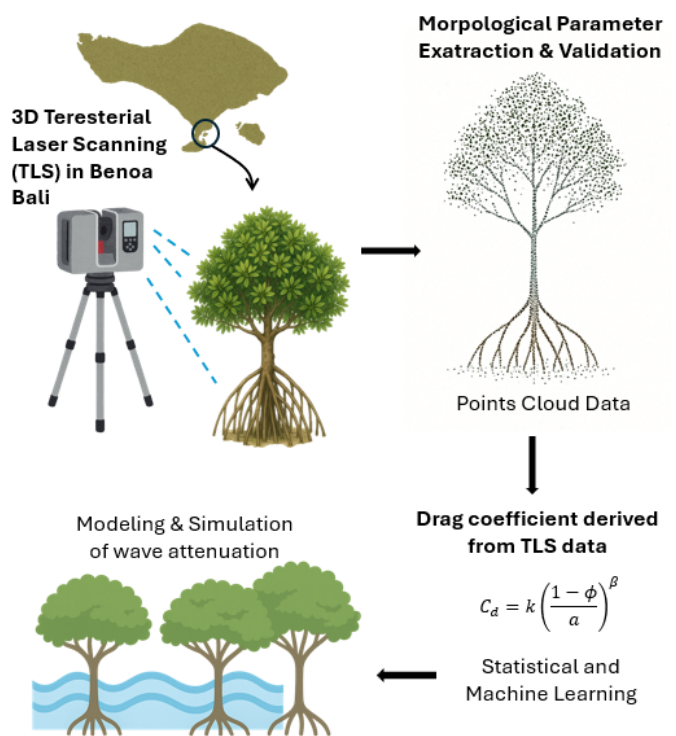 3D Teresterial
Laser Scanning
(TLS) in Benoa
Bali
Morpological Parameter
Exatraction & Validation
Points Cloud Data
Drag coefficient derived
from TLS data
C_d = k ( (1 − ϕ) / a )^β
Statistical and
Machine Learning
Modeling & Simulation
of wave attenuation